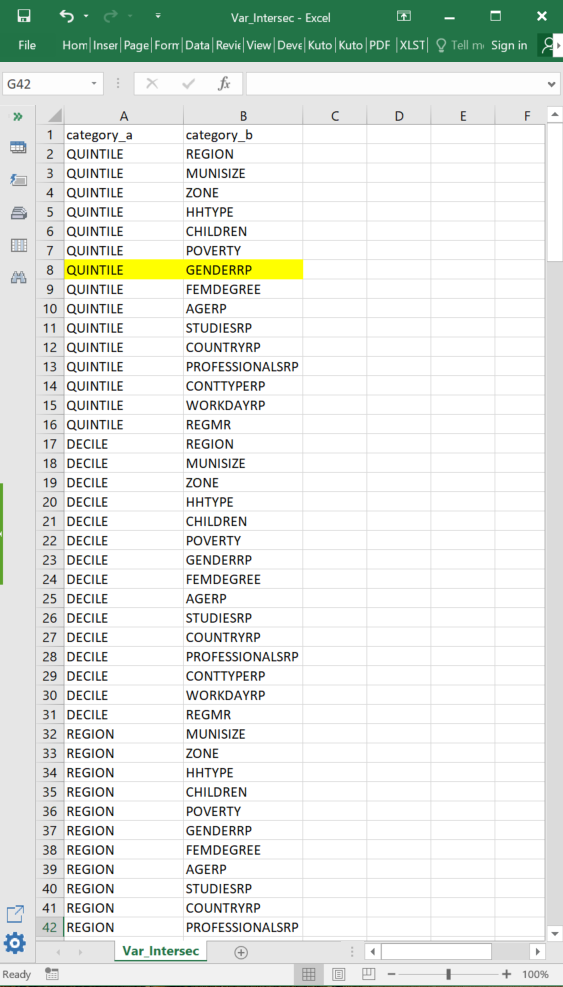 Var_Intersec - Excel
File Hom Inser Page Form Data Revie View Deve Kuto Kuto PDF XLST Tell m Sign in
G42 fx
A B C D E F
1 category_a category_b
2 QUINTILE REGION
3 QUINTILE MUNISIZE
4 QUINTILE ZONE
5 QUINTILE HHTYPE
6 QUINTILE CHILDREN
7 QUINTILE POVERTY
8 QUINTILE GENDERRP
9 QUINTILE FEMDEGREE
10 QUINTILE AGERP
11 QUINTILE STUDIESRP
12 QUINTILE COUNTRYRP
13 QUINTILE PROFESSIONALSRP
14 QUINTILE CONTTYPERP
15 QUINTILE WORKDAYRP
16 QUINTILE REGMR
17 DECILE REGION
18 DECILE MUNISIZE
19 DECILE ZONE
20 DECILE HHTYPE
21 DECILE CHILDREN
22 DECILE POVERTY
23 DECILE GENDERRP
24 DECILE FEMDEGREE
25 DECILE AGERP
26 DECILE STUDIESRP
27 DECILE COUNTRYRP
28 DECILE PROFESSIONALSRP
29 DECILE CONTTYPERP
30 DECILE WORKDAYRP
31 DECILE REGMR
32 REGION MUNISIZE
33 REGION ZONE
34 REGION HHTYPE
35 REGION CHILDREN
36 REGION POVERTY
37 REGION GENDERRP
38 REGION FEMDEGREE
39 REGION AGERP
40 REGION STUDIESRP
41 REGION COUNTRYRP
42 REGION PROFESSIONALSRP
Var_Intersec
Ready 100%